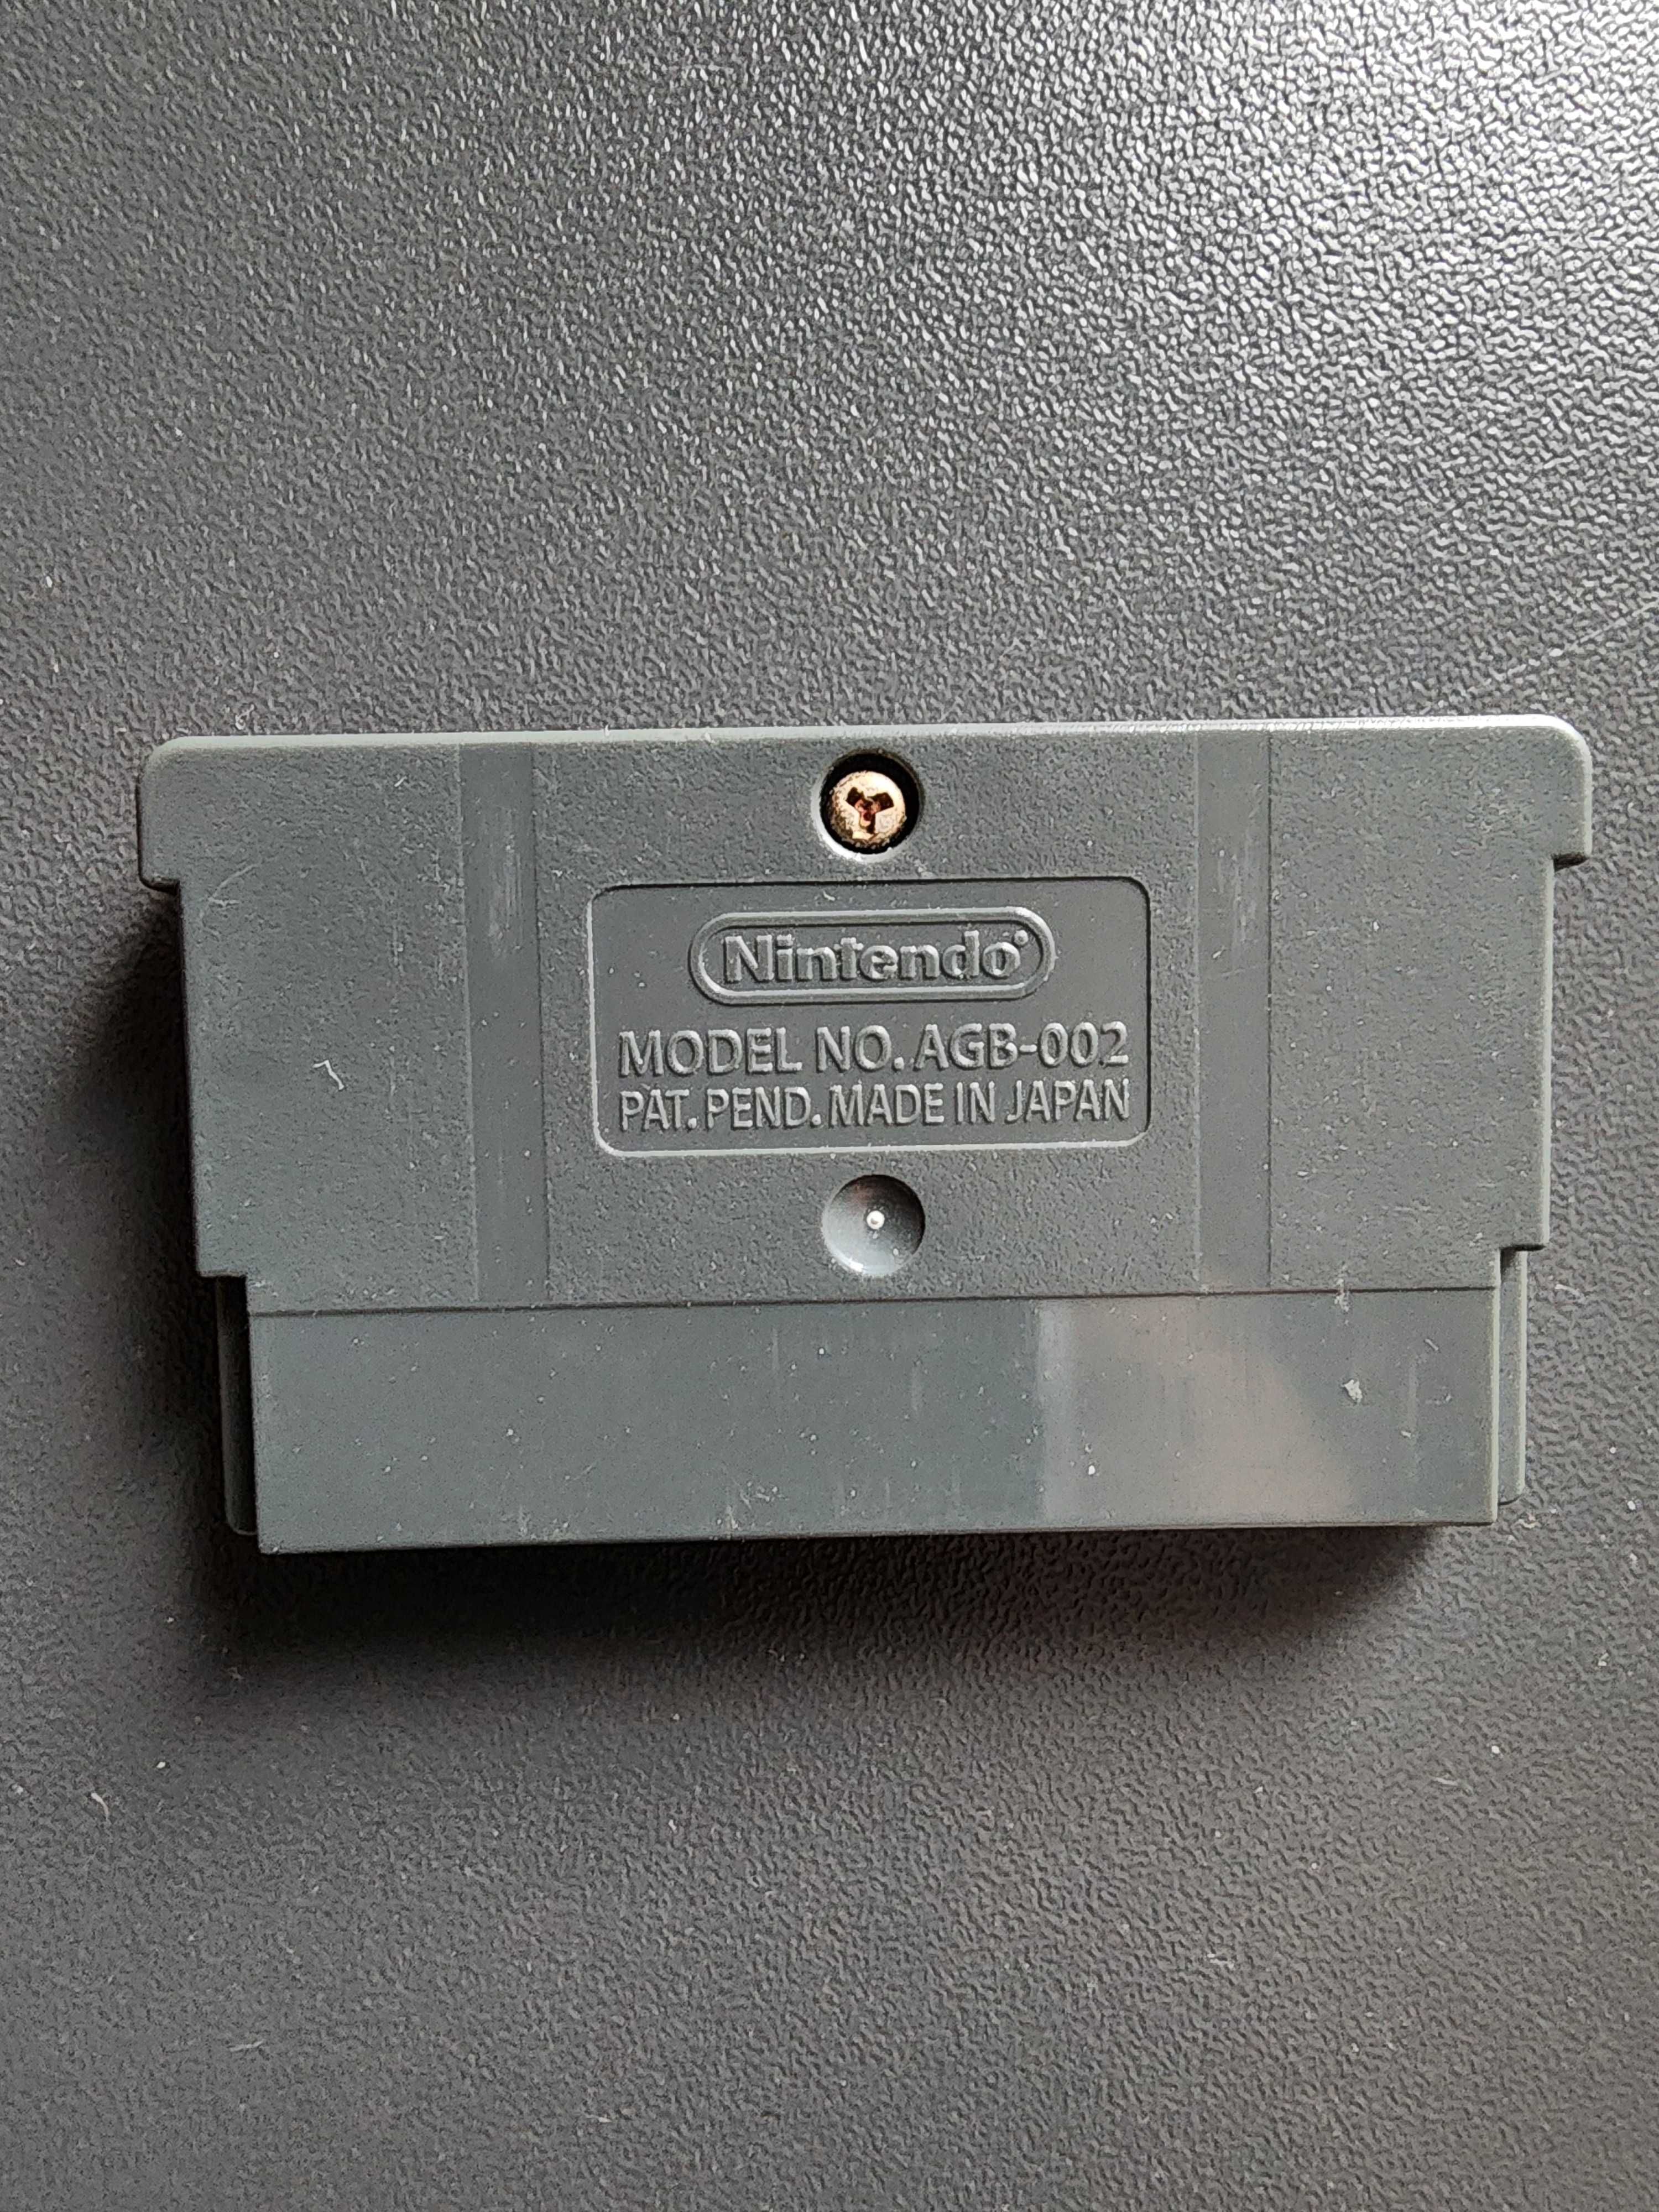 Nintendo®
MODEL NO. AGB-002
PAT. PEND. MADE IN JAPAN